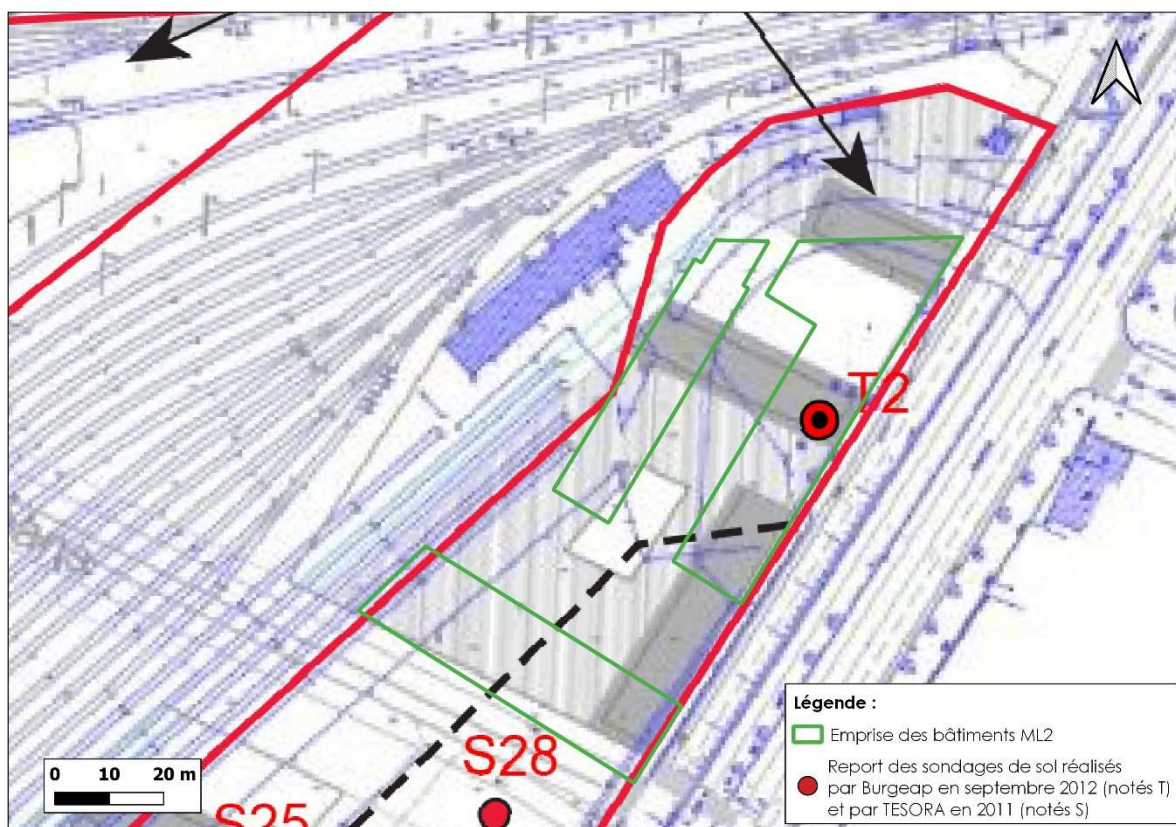 T2
S28
S25
0 10 20 m
Légende :
Emprise des bâtiments ML2
Report des sondages de sol réalisés
par Burgeap en septembre 2012 (notés T)
et par TESORA en 2011 (notés S)